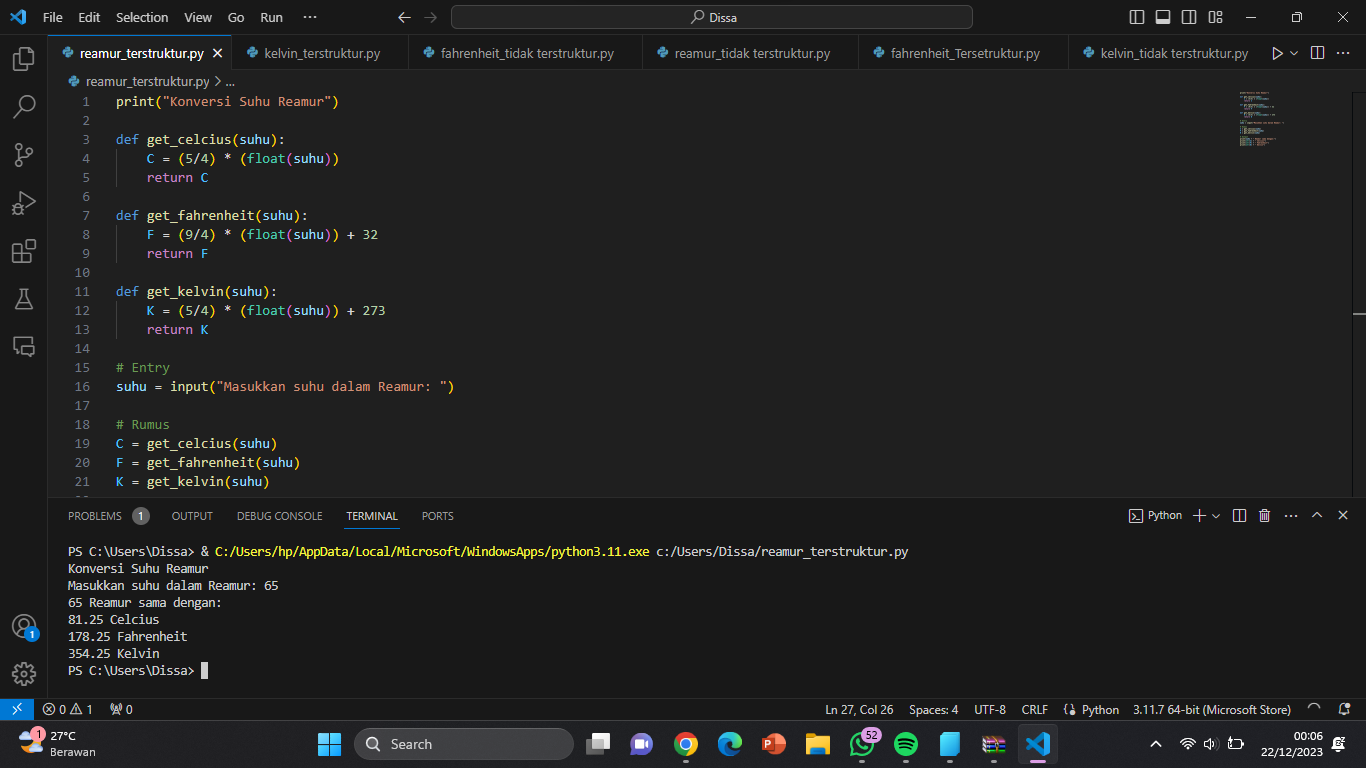 File Edit Selection View Go Run ··· Dissa
reamur_terstruktur.py kelvin_terstruktur.py fahrenheit_tidak terstruktur.py reamur_tidak terstruktur.py fahrenheit_Tersetruktur.py kelvin_tidak terstruktur.py
reamur_terstruktur.py > ...
1 print("Konversi Suhu Reamur")
2
3 def get_celcius(suhu):
4 C = (5/4) * (float(suhu))
5 return C
6
7 def get_fahrenheit(suhu):
8 F = (9/4) * (float(suhu)) + 32
9 return F
10
11 def get_kelvin(suhu):
12 K = (5/4) * (float(suhu)) + 273
13 return K
14
15 # Entry
16 suhu = input("Masukkan suhu dalam Reamur: ")
17
18 # Rumus
19 C = get_celcius(suhu)
20 F = get_fahrenheit(suhu)
21 K = get_kelvin(suhu)
PROBLEMS 1 OUTPUT DEBUG CONSOLE TERMINAL PORTS Python
PS C:\Users\Dissa> & C:/Users/hp/AppData/Local/Microsoft/WindowsApps/python3.11.exe c:/Users/Dissa/reamur_terstruktur.py
Konversi Suhu Reamur
Masukkan suhu dalam Reamur: 65
65 Reamur sama dengan:
81.25 Celcius
178.25 Fahrenheit
354.25 Kelvin
PS C:\Users\Dissa>
1
0 1 0 Ln 27, Col 26 Spaces: 4 UTF-8 CRLF Python 3.11.7 64-bit (Microsoft Store)
1 27°C
Berawan
Search
52
00:06
22/12/2023